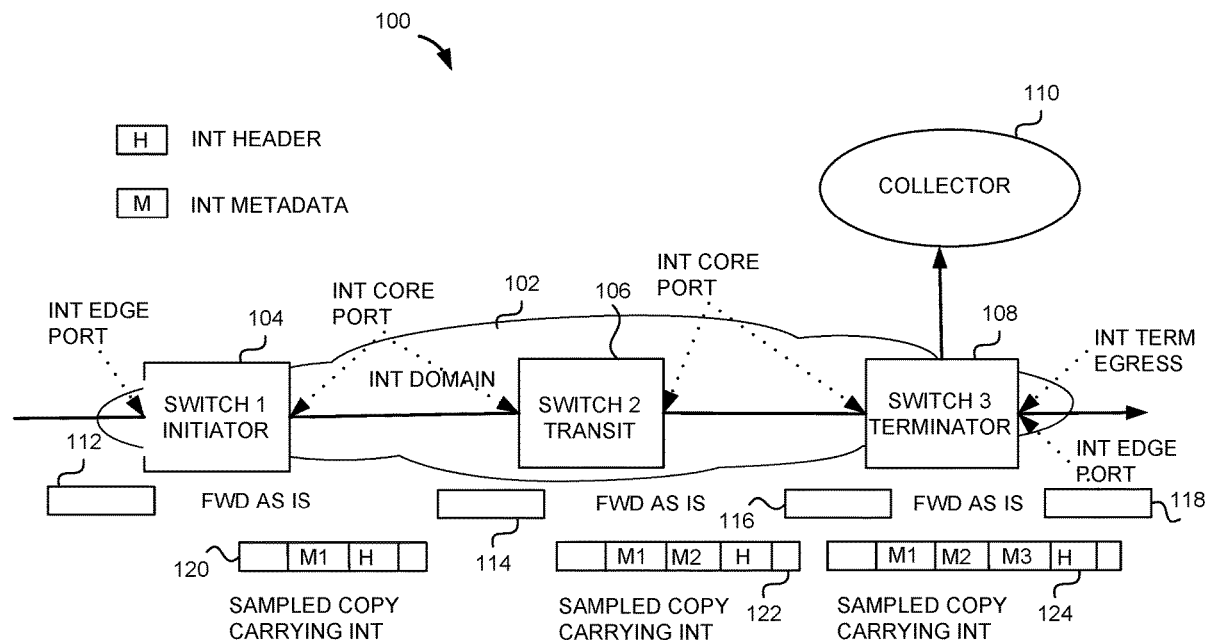 100
110
H INT HEADER
COLLECTOR
M INT METADATA
INT CORE
PORT
INT EDGE
PORT
104
INT CORE
PORT
102
106
108
INT TERM
EGRESS
INT DOMAIN
SWITCH 1
INITIATOR
SWITCH 2
TRANSIT
SWITCH 3
TERMINATOR
INT EDGE
PORT
112
FWD AS IS
114
FWD AS IS
116
FWD AS IS
118
120
M1 H
M1 M2 H
122
M1 M2 M3 H
124
SAMPLED COPY
CARRYING INT
SAMPLED COPY
CARRYING INT
SAMPLED COPY
CARRYING INT